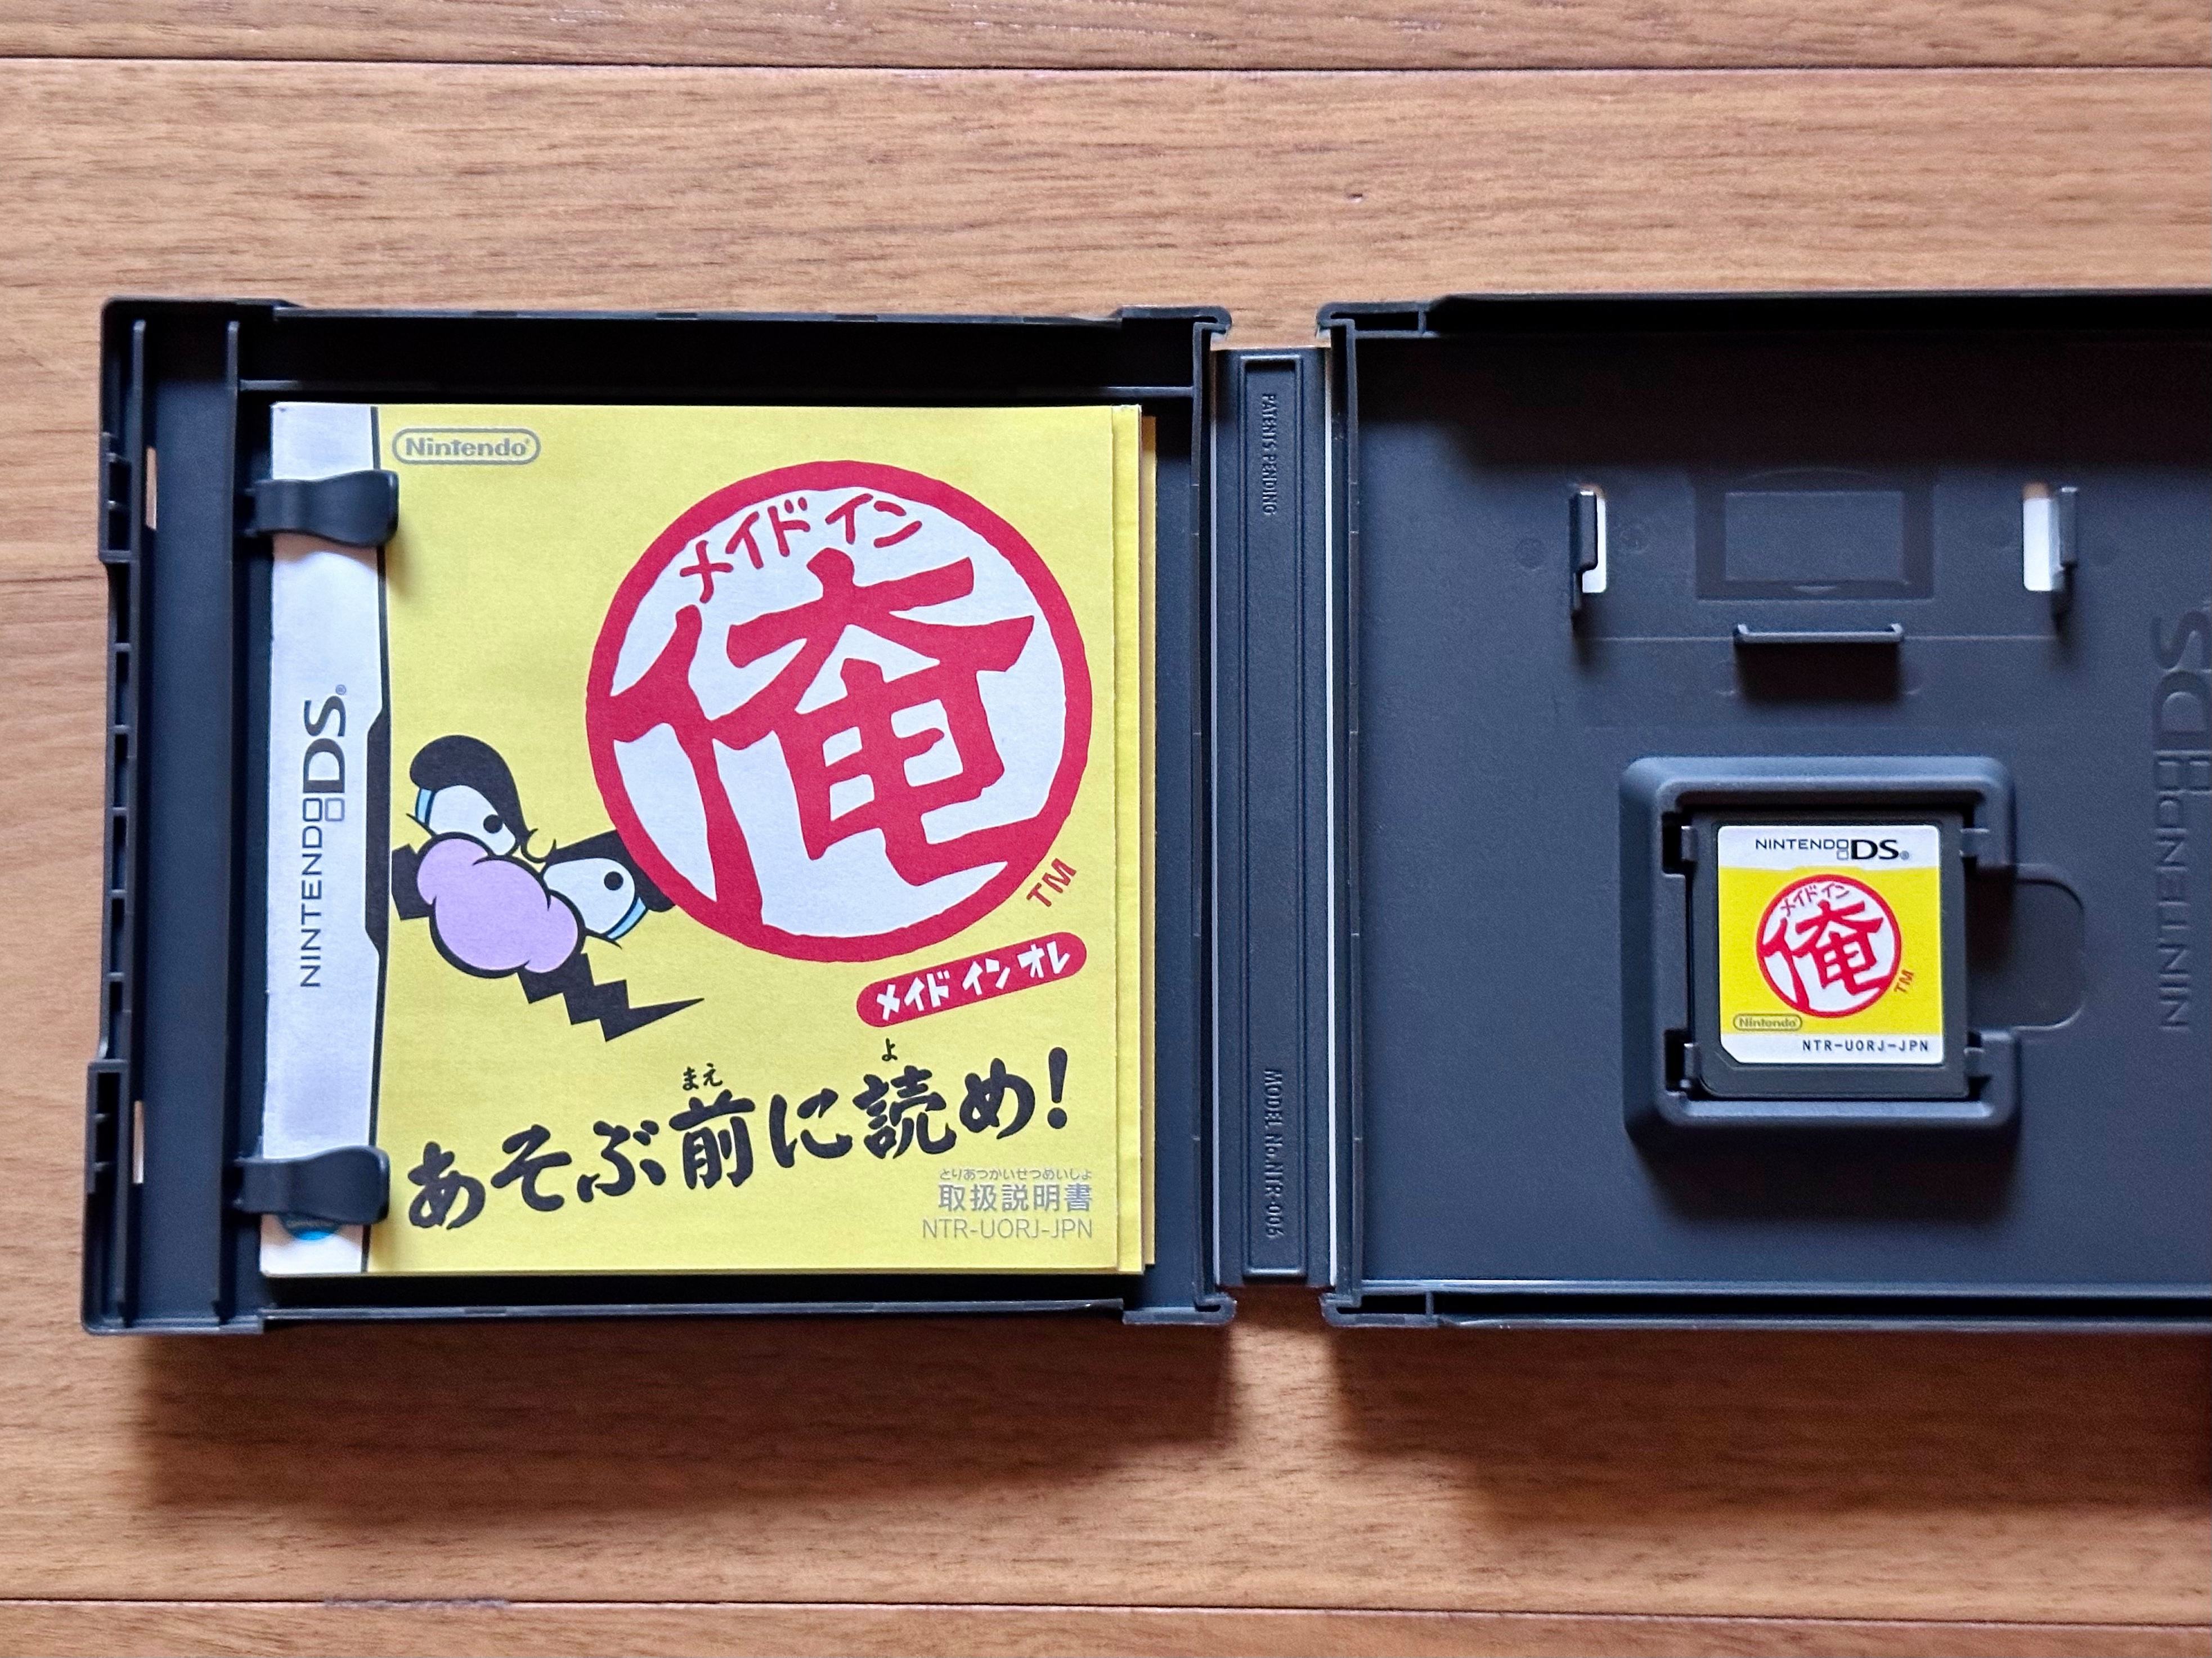 Nintendo®
NINTENDO DS®
メイド イン
俺
TM
メイド イン オレ
まえ よ
あそぶ前に読め!
とりあつかいせつめいしょ
取扱説明書
NTR-UORJ-JPN
PATENTS PENDING
MODEL No.NTR-006
NINTENDO DS®
メイド イン
俺
TM
Nintendo
NTR-UORJ-JPN
NINTENDO DS